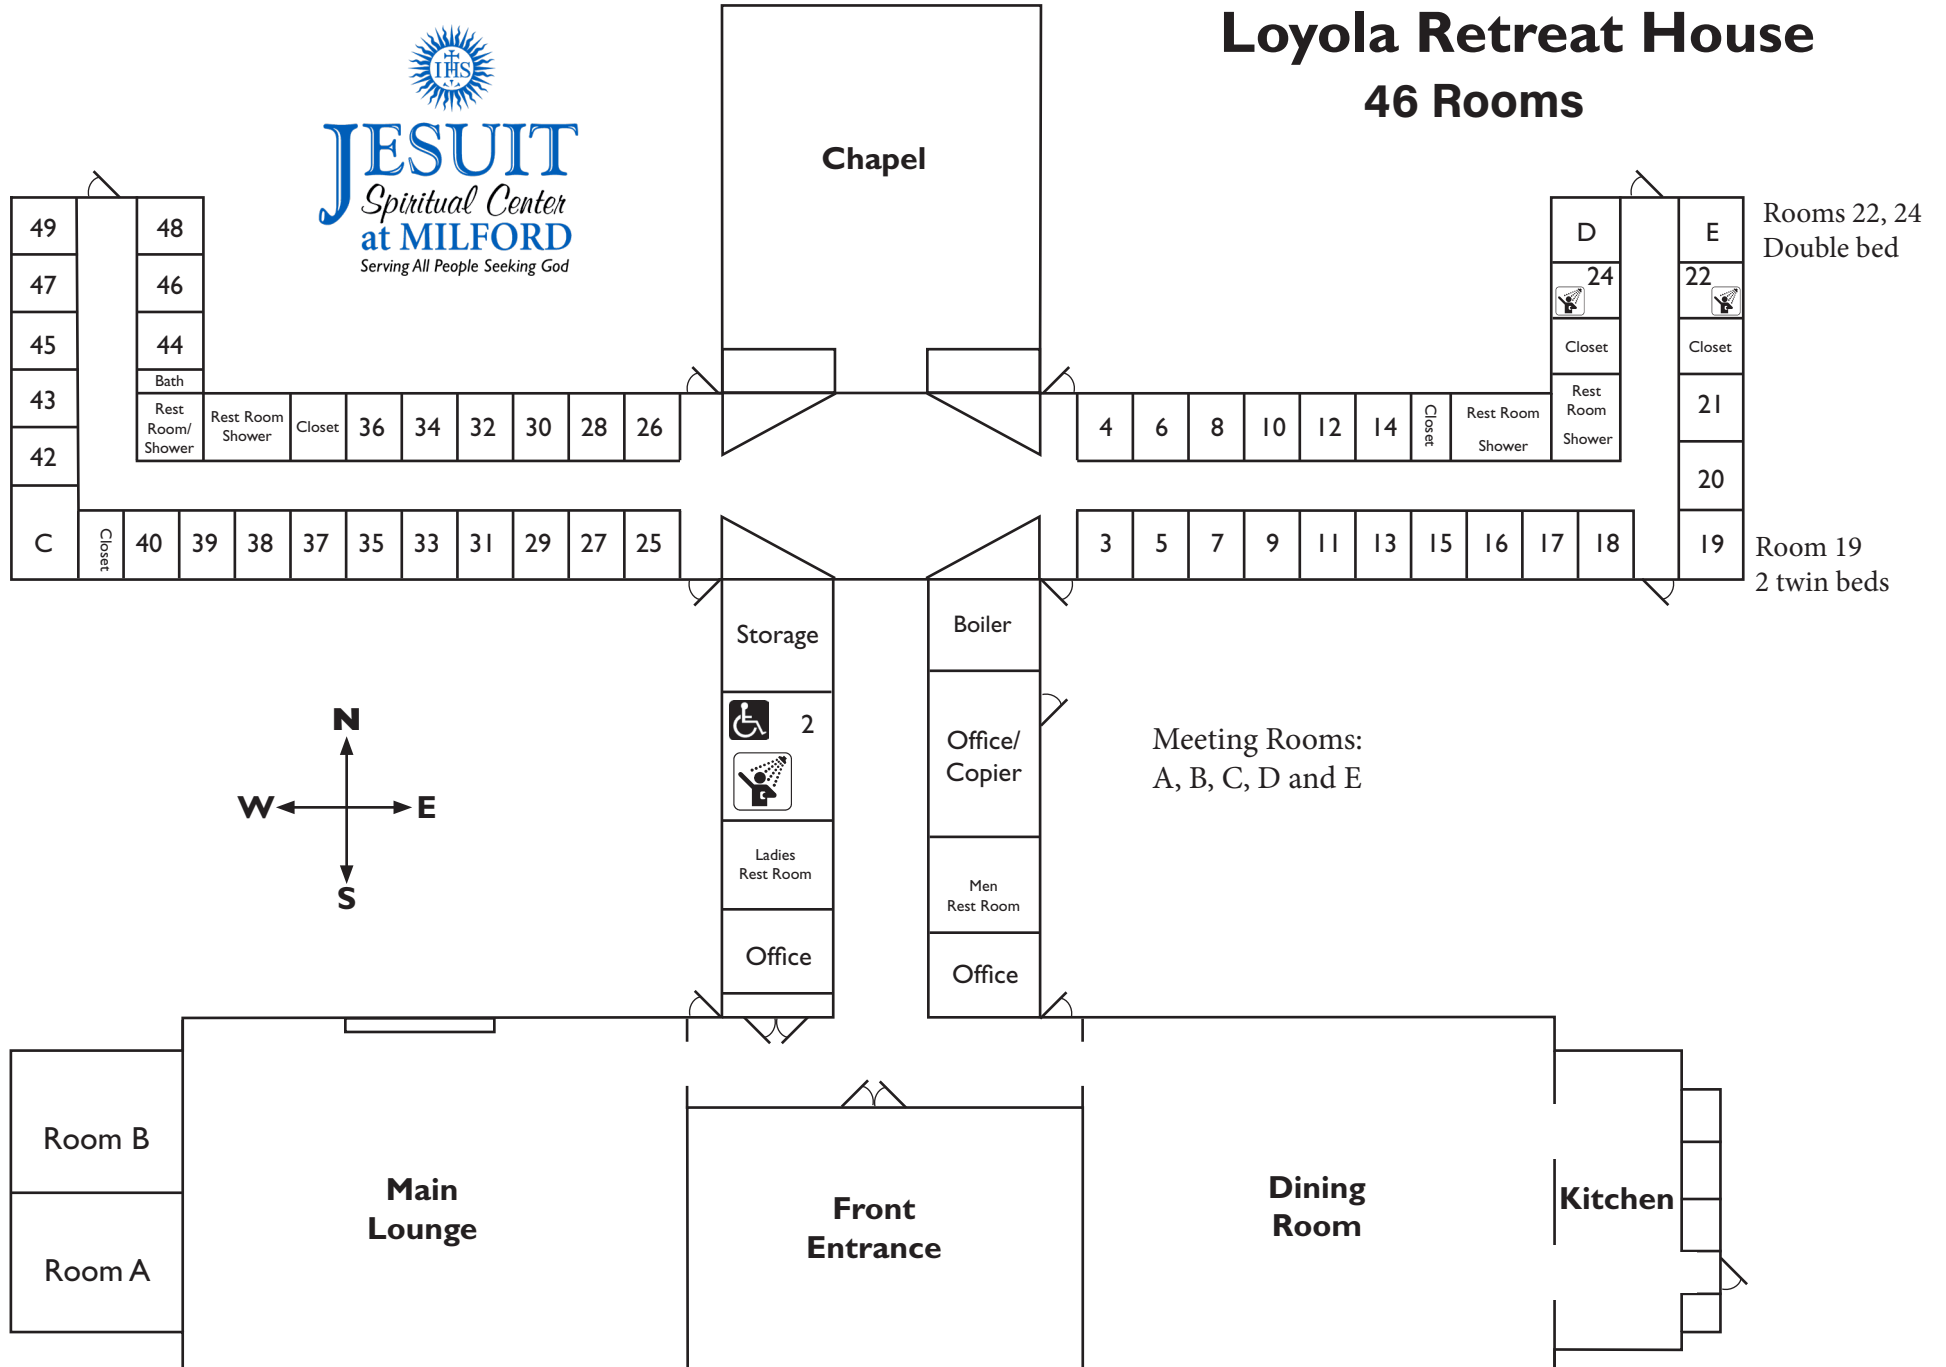 Loyola Retreat House
46 Rooms
IHS
JESUIT
Spiritual Center
at MILFORD
Serving All People Seeking God
Chapel
49
48
47
46
45
44
43
Bath
42
Rest
Room/
Shower
Rest Room
Shower
Closet
36
34
32
30
28
26
C
Closet
40
39
38
37
35
33
31
29
27
25
D
E
24
22
Closet
Closet
Rest
Room
Shower
21
20
4
6
8
10
12
14
Closet
Rest Room
Shower
3
5
7
9
11
13
15
16
17
18
19
Rooms 22, 24
Double bed
Room 19
2 twin beds
Storage
2
Ladies
Rest Room
Office
Boiler
Office/
Copier
Men
Rest Room
Office
N
W
E
S
Meeting Rooms:
A, B, C, D and E
Room B
Room A
Main
Lounge
Front
Entrance
Dining
Room
Kitchen